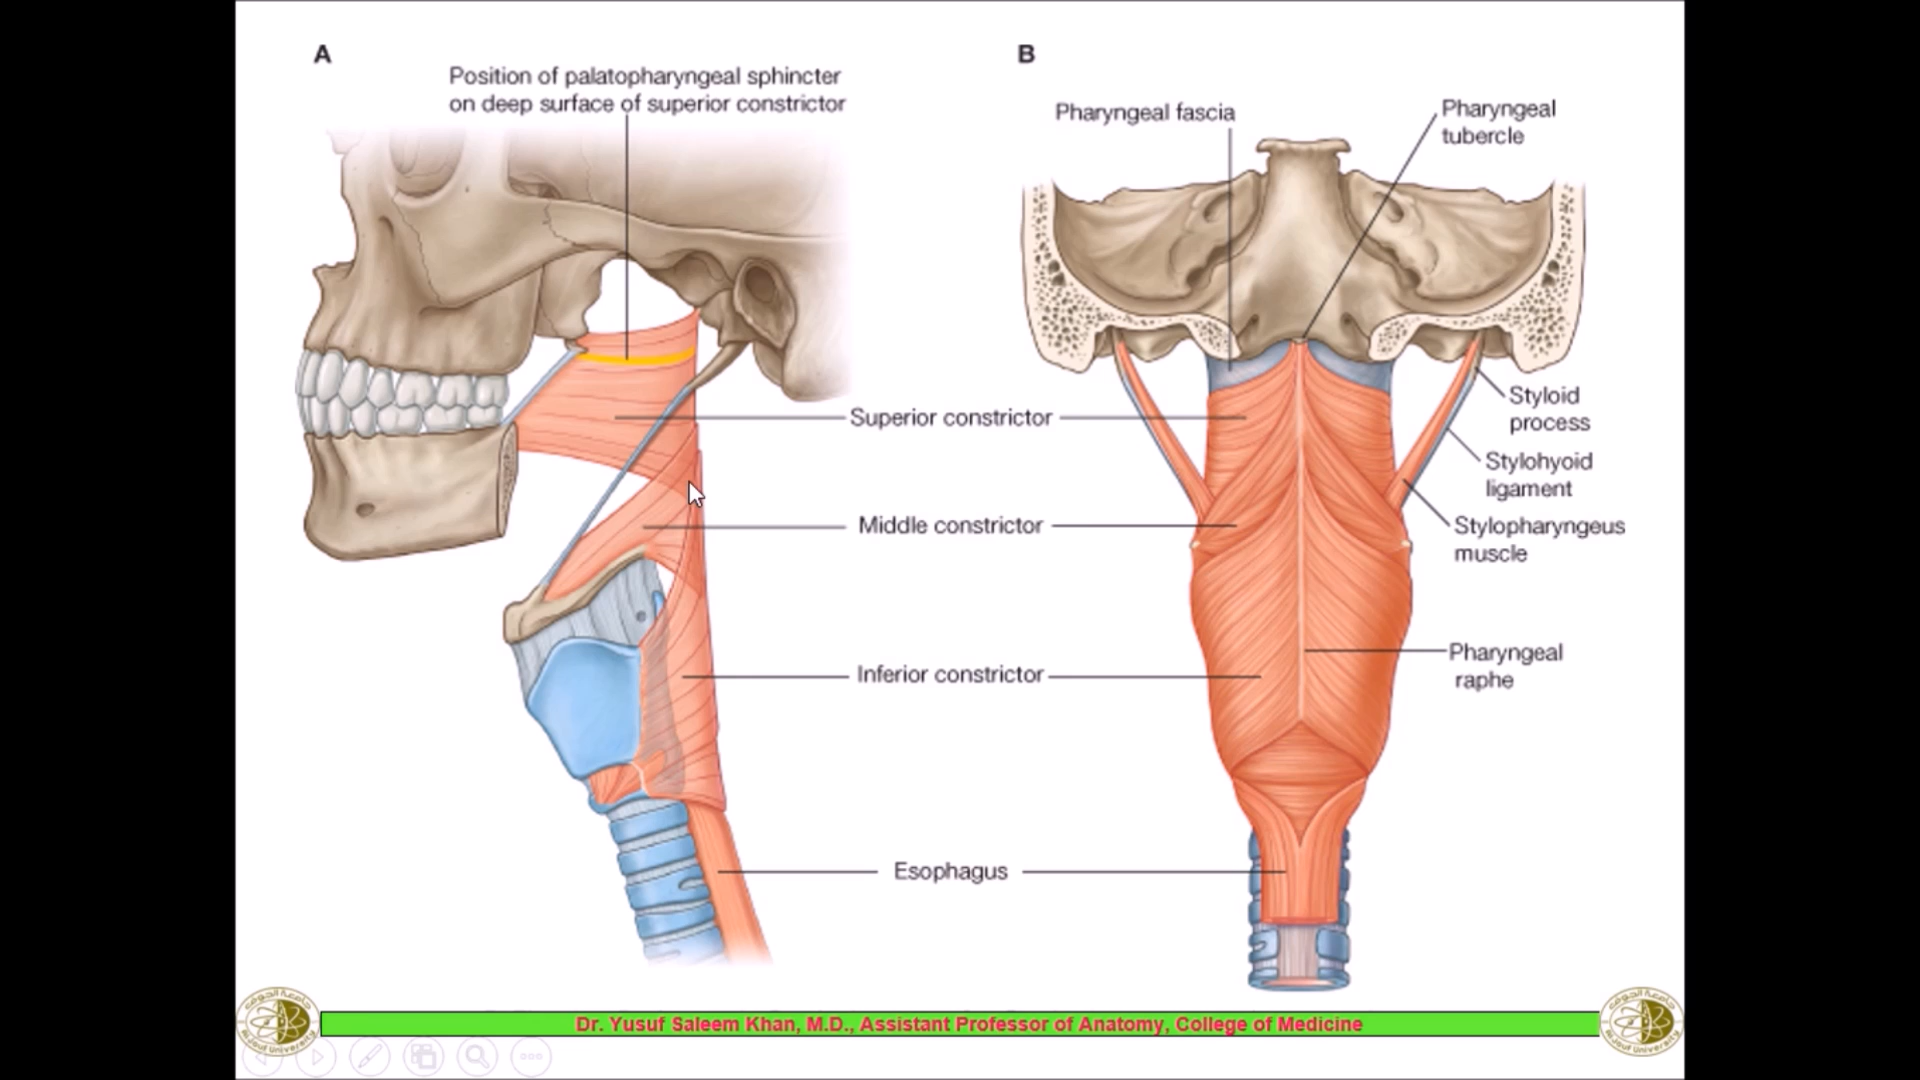 A
Position of palatopharyngeal sphincter
on deep surface of superior constrictor
B
Pharyngeal fascia
Pharyngeal
tubercle
Superior constrictor
Styloid
process
Stylohyoid
ligament
Middle constrictor
Stylopharyngeus
muscle
Inferior constrictor
Pharyngeal
raphe
Esophagus
Dr. Yusuf Saleem Khan, M.D., Assistant Professor of Anatomy, College of Medicine